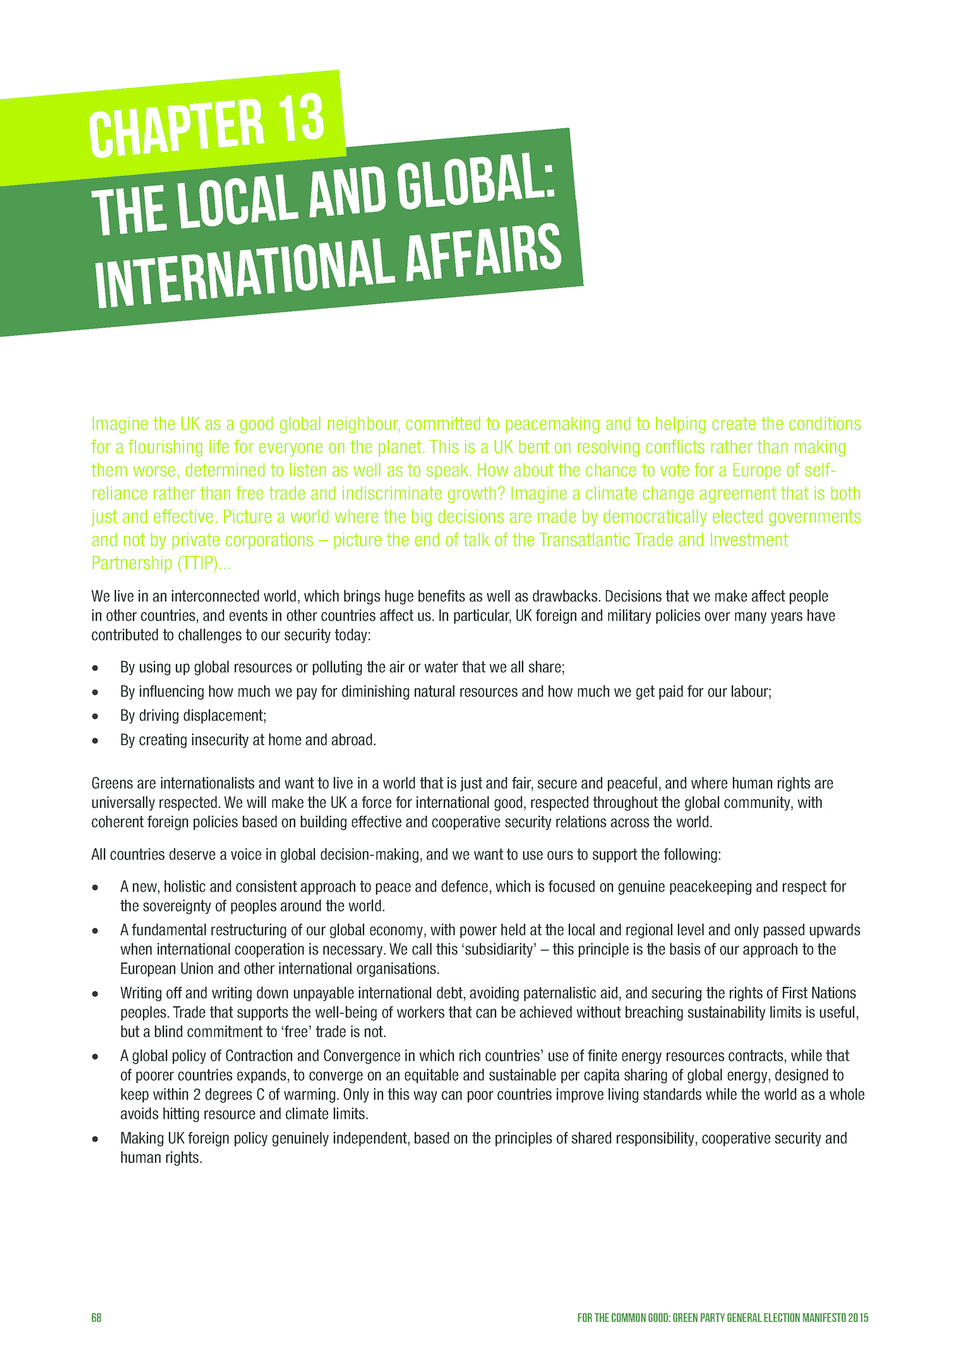 CHAPTER 13
THE LOCAL AND GLOBAL:
INTERNATIONAL AFFAIRS
Imagine the UK as a good global neighbour, committed to peacemaking and to helping create the conditions
for a flourishing life for everyone on the planet. This is a UK bent on resolving conflicts rather than making
them worse, determined to listen as well as to speak. How about the chance to vote for a Europe of self-
reliance rather than free trade and indiscriminate growth? Imagine a climate change agreement that is both
just and effective. Picture a world where the big decisions are made by democratically elected governments
and not by private corporations – picture the end of talk of the Transatlantic Trade and Investment
Partnership (TTIP)...
We live in an interconnected world, which brings huge benefits as well as drawbacks. Decisions that we make affect people
in other countries, and events in other countries affect us. In particular, UK foreign and military policies over many years have
contributed to challenges to our security today:
• By using up global resources or polluting the air or water that we all share;
• By influencing how much we pay for diminishing natural resources and how much we get paid for our labour;
• By driving displacement;
• By creating insecurity at home and abroad.
Greens are internationalists and want to live in a world that is just and fair, secure and peaceful, and where human rights are
universally respected. We will make the UK a force for international good, respected throughout the global community, with
coherent foreign policies based on building effective and cooperative security relations across the world.
All countries deserve a voice in global decision-making, and we want to use ours to support the following:
• A new, holistic and consistent approach to peace and defence, which is focused on genuine peacekeeping and respect for
the sovereignty of peoples around the world.
• A fundamental restructuring of our global economy, with power held at the local and regional level and only passed upwards
when international cooperation is necessary. We call this ‘subsidiarity’ – this principle is the basis of our approach to the
European Union and other international organisations.
• Writing off and writing down unpayable international debt, avoiding paternalistic aid, and securing the rights of First Nations
peoples. Trade that supports the well-being of workers that can be achieved without breaching sustainability limits is useful,
but a blind commitment to ‘free’ trade is not.
• A global policy of Contraction and Convergence in which rich countries’ use of finite energy resources contracts, while that
of poorer countries expands, to converge on an equitable and sustainable per capita sharing of global energy, designed to
keep within 2 degrees C of warming. Only in this way can poor countries improve living standards while the world as a whole
avoids hitting resource and climate limits.
• Making UK foreign policy genuinely independent, based on the principles of shared responsibility, cooperative security and
human rights.
68
FOR THE COMMON GOOD: GREEN PARTY GENERAL ELECTION MANIFESTO 2015